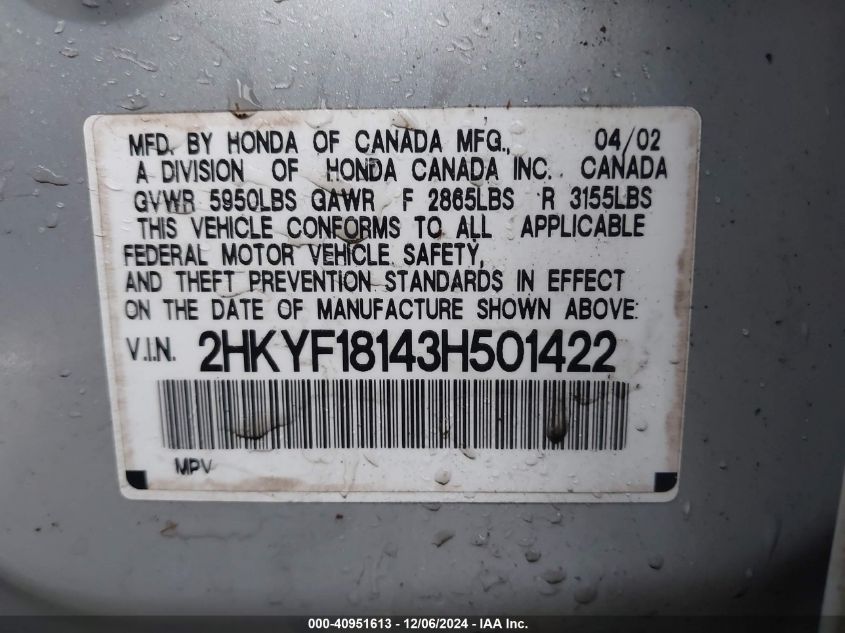 MFD. BY HONDA OF CANADA MFG., 04/02
A DIVISION OF HONDA CANADA INC. CANADA
GVWR 5950LBS GAWR F 2865LBS R 3155LBS
THIS VEHICLE CONFORMS TO ALL APPLICABLE
FEDERAL MOTOR VEHICLE SAFETY,
AND THEFT PREVENTION STANDARDS IN EFFECT
ON THE DATE OF MANUFACTURE SHOWN ABOVE:
V.I.N. 2HKYF18143H501422
MPV
000-40951613 - 12/06/2024 - IAA Inc.